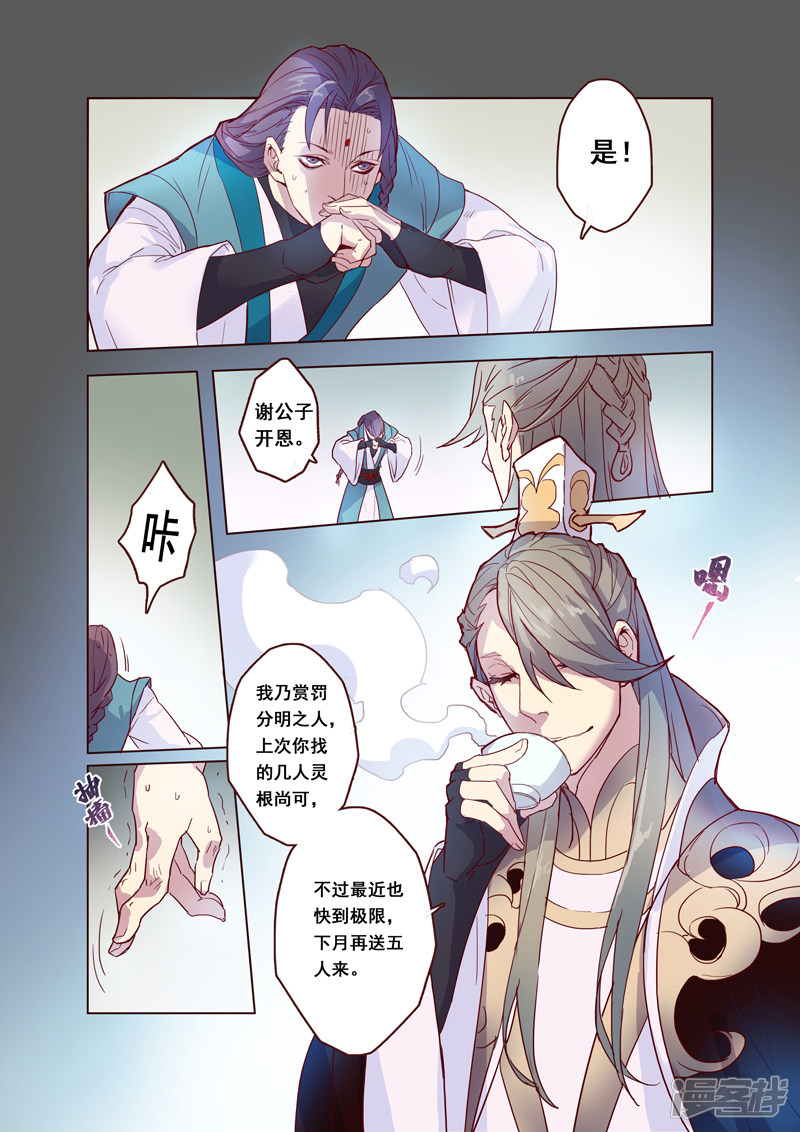 是！
谢公子
开恩。
咔
嗯
我乃赏罚
分明之人，
上次你找
的几人灵
根尚可，
抽搐
不过最近也
快到极限，
下月再送五
人来。
漫客栈